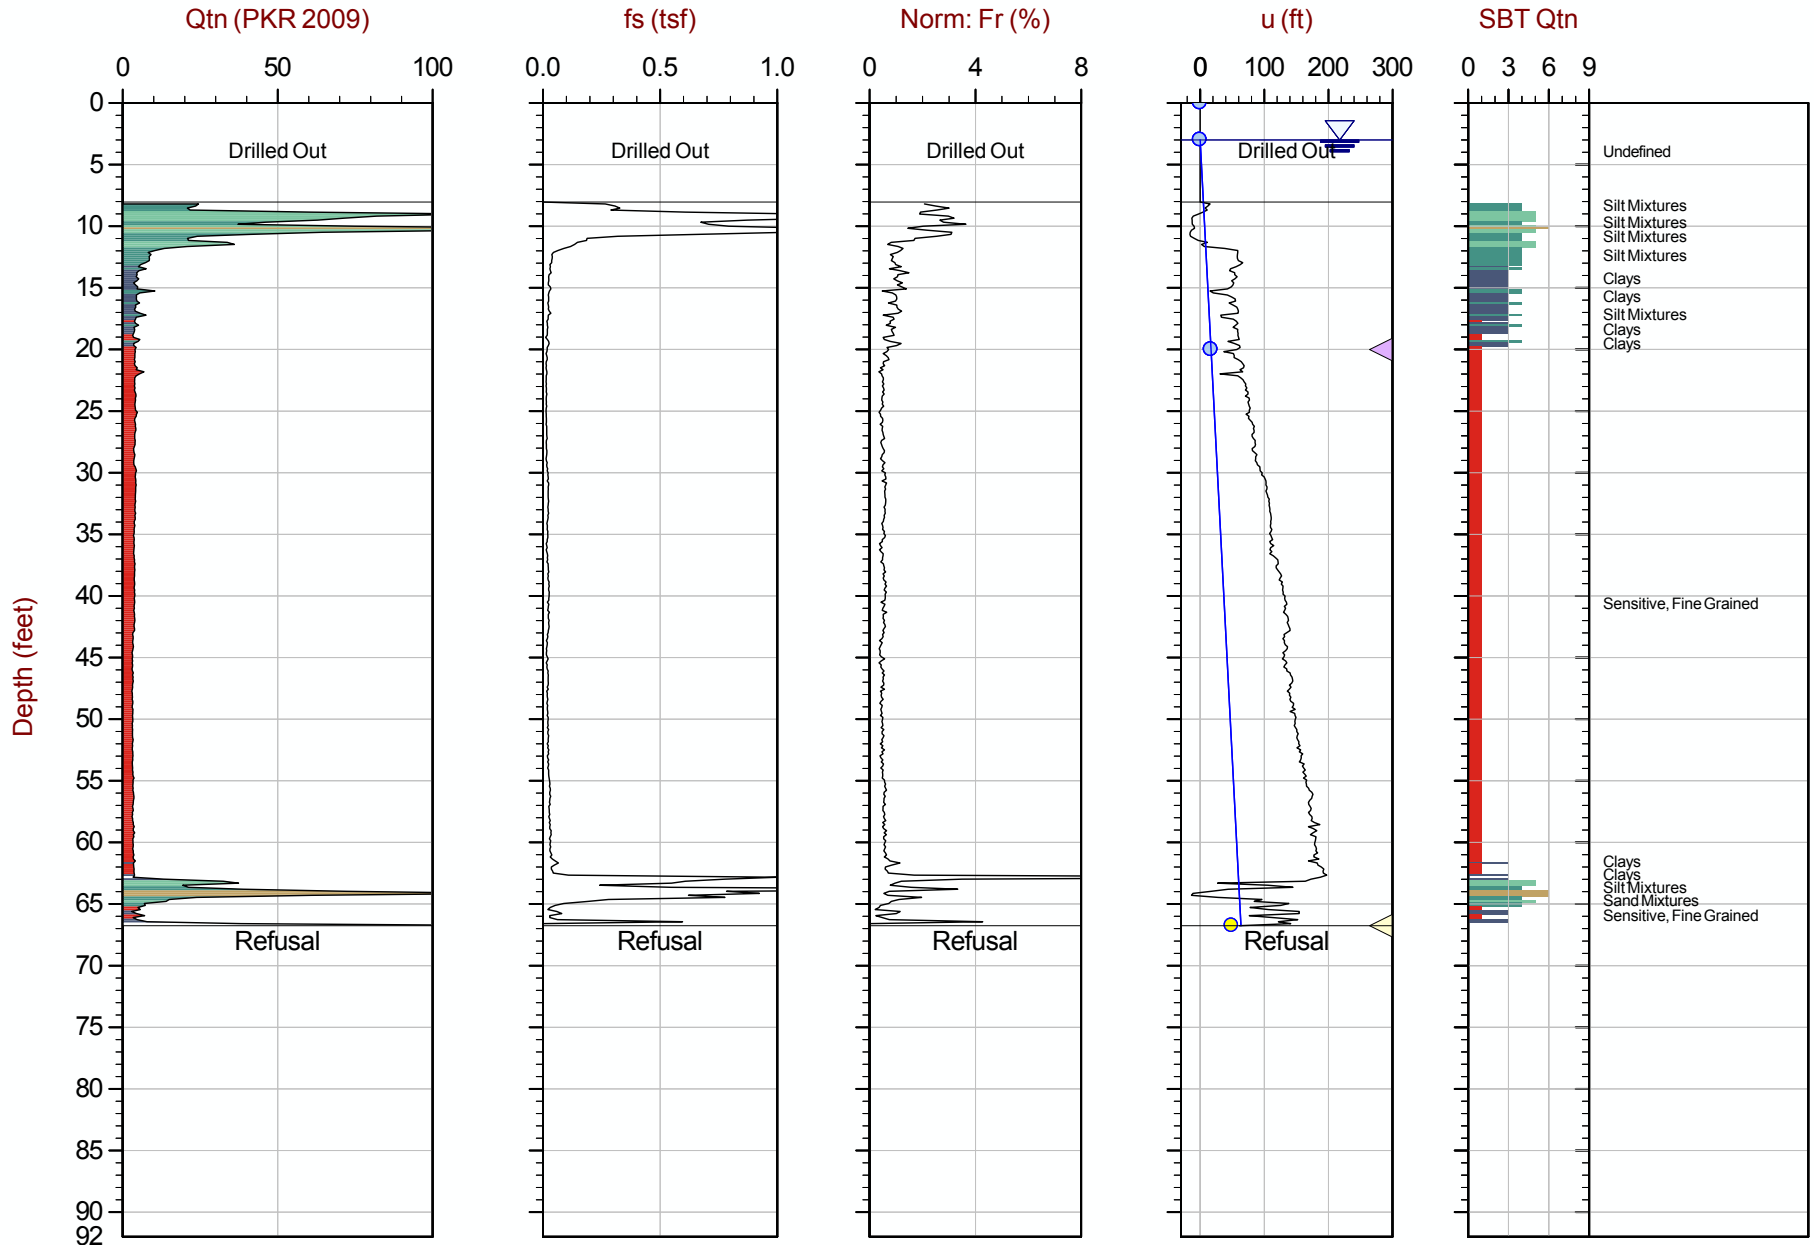 Qtn (PKR 2009) fs (tsf) Norm: Fr (%) u (ft) SBT Qtn
0 50 100 0.0 0.5 1.0 0 4 8 0 100 200 300 0 3 6 9
0
Drilled Out Drilled Out Drilled Out Drilled Out Undefined
5
Silt Mixtures
10 Silt Mixtures
Silt Mixtures
Silt Mixtures
Clays
15
Clays
Silt Mixtures
Clays
20 Clays
25
30
35
40
Sensitive, Fine Grained
45
50
55
60
Clays
Clays
Silt Mixtures
65 Sand Mixtures
Sensitive, Fine Grained
Refusal Refusal Refusal Refusal
70
75
80
85
90
92
Depth (feet)